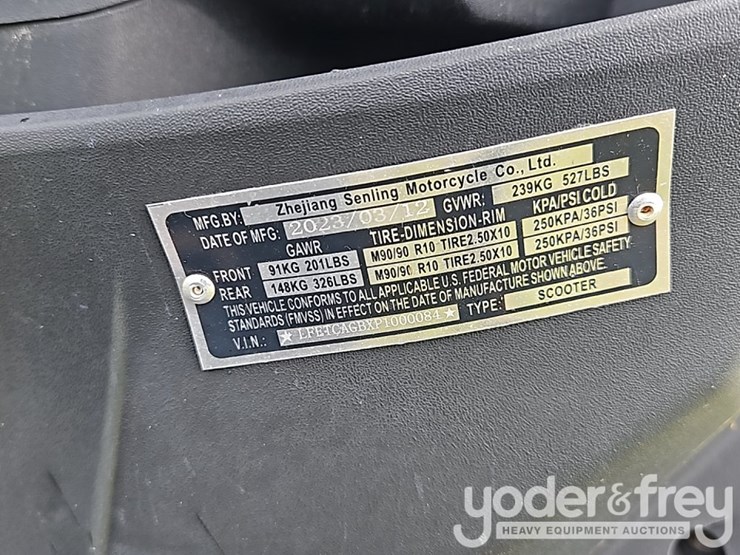 MFG.BY: Zhejiang Senling Motorcycle Co., Ltd.
DATE OF MFG: 2023/03/12 GVWR: 239KG 527LBS
GAWR TIRE-DIMENSION-RIM KPA/PSI COLD
FRONT 91KG 201LBS M90/90 R10 TIRE2.50X10 250KPA/36PSI
REAR 148KG 326LBS M90/90 R10 TIRE2.50X10 250KPA/36PSI
THIS VEHICLE CONFORMS TO ALL APPLICABLE U.S. FEDERAL MOTOR VEHICLE SAFETY
STANDARDS (FMVSS) IN EFFECT ON THE DATE OF MANUFACTURE SHOWN ABOVE.
V.I.N.: ★ ★ TYPE: SCOOTER
yoder&frey
HEAVY EQUIPMENT AUCTIONS